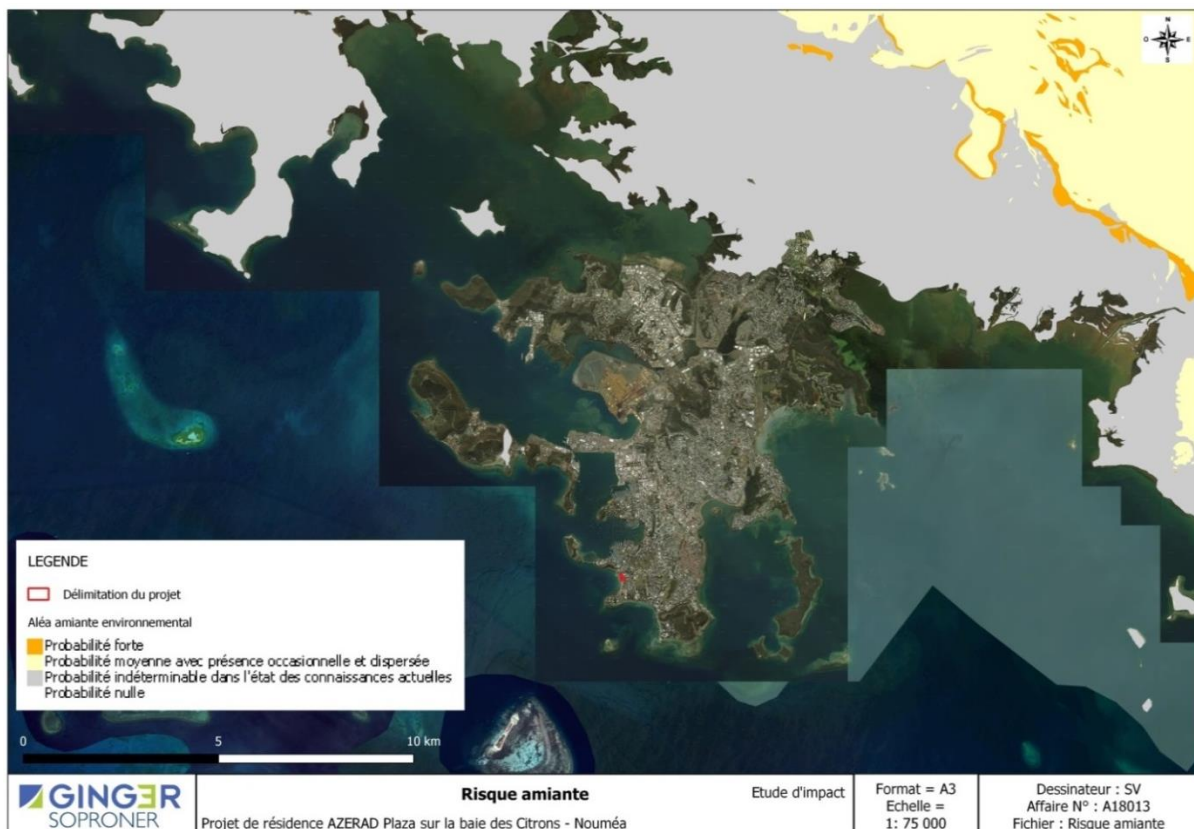 N
O E
S
LEGENDE
Délimitation du projet
Aléa amiante environnemental
Probabilité forte
Probabilité moyenne avec présence occasionnelle et dispersée
Probabilité indéterminable dans l'état des connaissances actuelles
Probabilité nulle
0 5 10 km
GINGER
SOPRONER
Risque amiante
Etude d'impact
Projet de résidence AZERAD Plaza sur la baie des Citrons - Nouméa
Format = A3
Echelle =
1: 75 000
Dessinateur : SV
Affaire N° : A18013
Fichier : Risque amiante